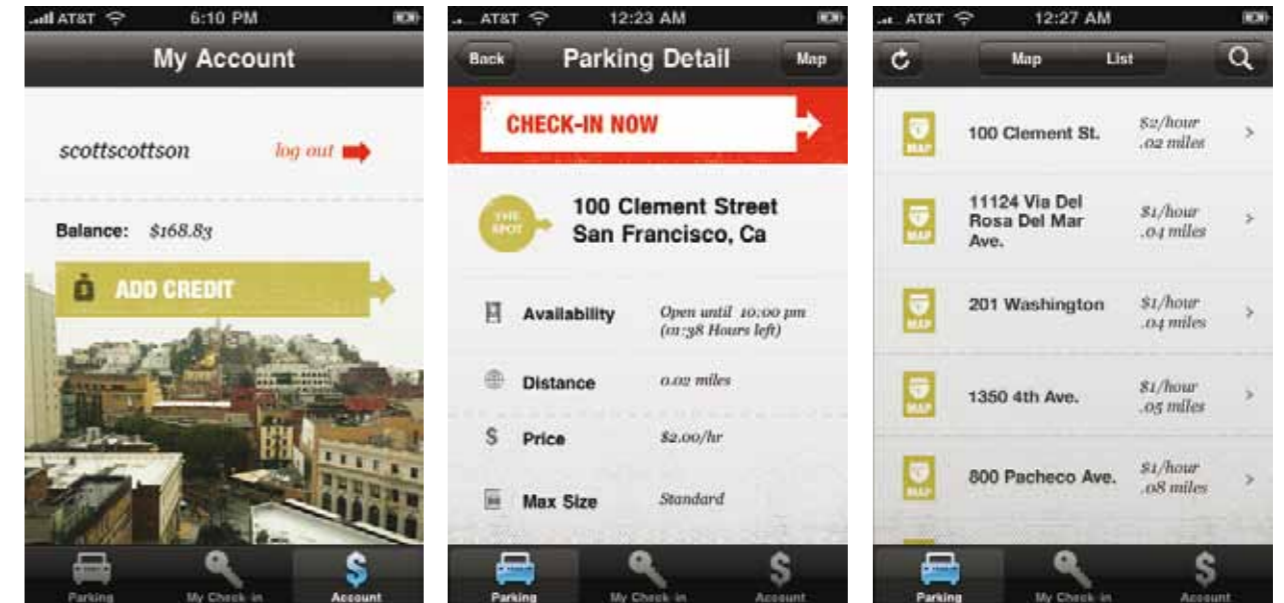 AT&T 6:10 PM
My Account
scottscottson log out
Balance: $168.83
ADD CREDIT
Parking My Check-in Account
AT&T 12:23 AM
Back Parking Detail Map
CHECK-IN NOW
THE
SPOT
100 Clement Street
San Francisco, Ca
Availability Open until 10:00 pm
(01:38 Hours left)
Distance 0.02 miles
Price $2.00/hr
Max Size Standard
Parking My Check-in Account
AT&T 12:27 AM
Map List
MAP 100 Clement St. $2/hour
.02 miles
11124 Via Del
Rosa Del Mar
Ave.
MAP $1/hour
.04 miles
MAP 201 Washington $1/hour
.04 miles
MAP 1350 4th Ave. $1/hour
.05 miles
MAP 800 Pacheco Ave. $1/hour
.08 miles
Parking My Check-in Account